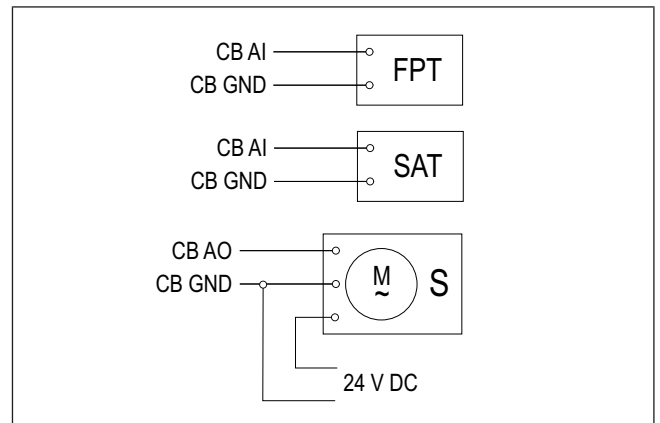 CB AI
CB GND
FPT
CB AI
CB GND
SAT
CB AO
CB GND
M
~
S
24 V DC